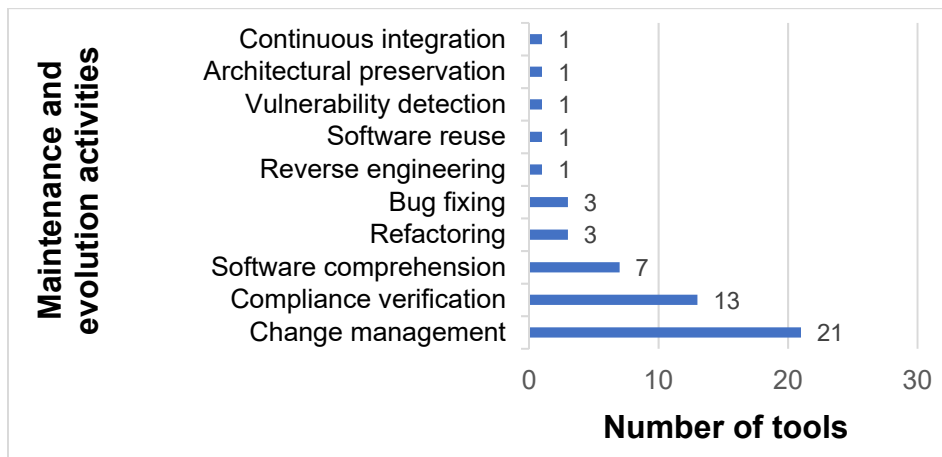 Maintenance and
evolution activities
Continuous integration 1
Architectural preservation 1
Vulnerability detection 1
Software reuse 1
Reverse engineering 1
Bug fixing 3
Refactoring 3
Software comprehension 7
Compliance verification 13
Change management 21
0 10 20 30
Number of tools